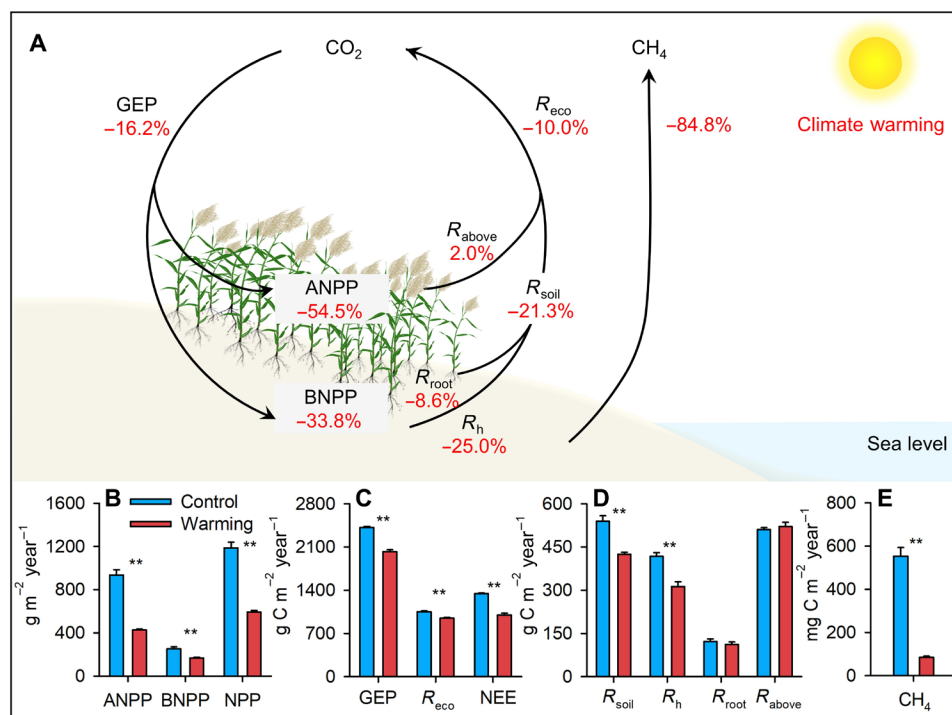 A
CO₂
CH₄
GEP
−16.2%
Reco
−10.0%
−84.8%
Climate warming
Rabove
2.0%
ANPP
−54.5%
Rsoil
−21.3%
Rroot
−8.6%
BNPP
−33.8%
Rh
−25.0%
Sea level
B
Control
Warming
1600
1200
800
400
0
g m⁻² year⁻¹
**
**
**
ANPP BNPP NPP
C
2800
2100
1400
700
0
g C m⁻² year⁻¹
**
**
**
GEP Reco NEE
D
600
450
300
150
0
g C m⁻² year⁻¹
**
**
Rsoil Rh Rroot Rabove
E
800
600
400
200
0
mg C m⁻² year⁻¹
**
CH₄